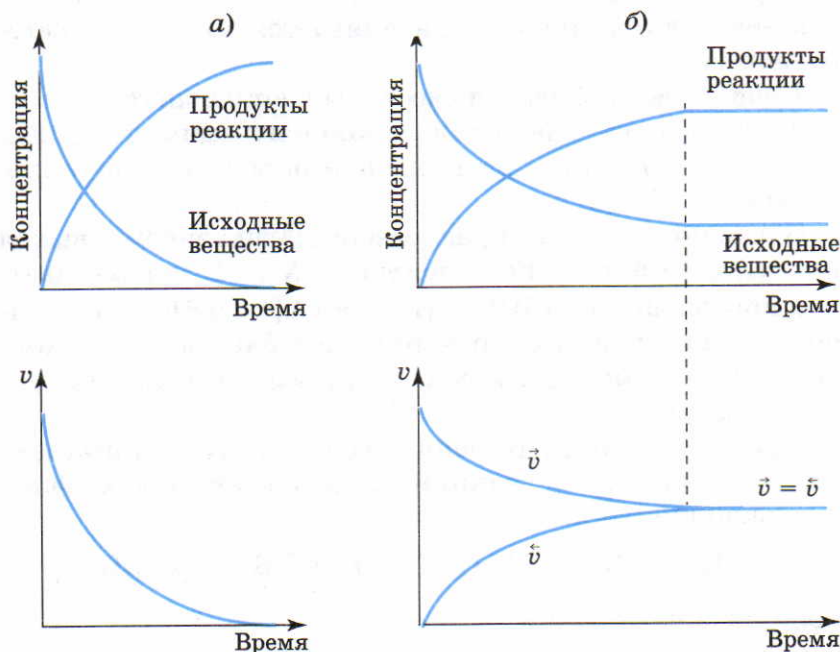 а)
Концентрация
Продукты
реакции
Исходные
вещества
Время
б)
Концентрация
Продукты
реакции
Исходные
вещества
Время
v
Время
v
v⃗
v⃖
v⃗ = v⃖
Время